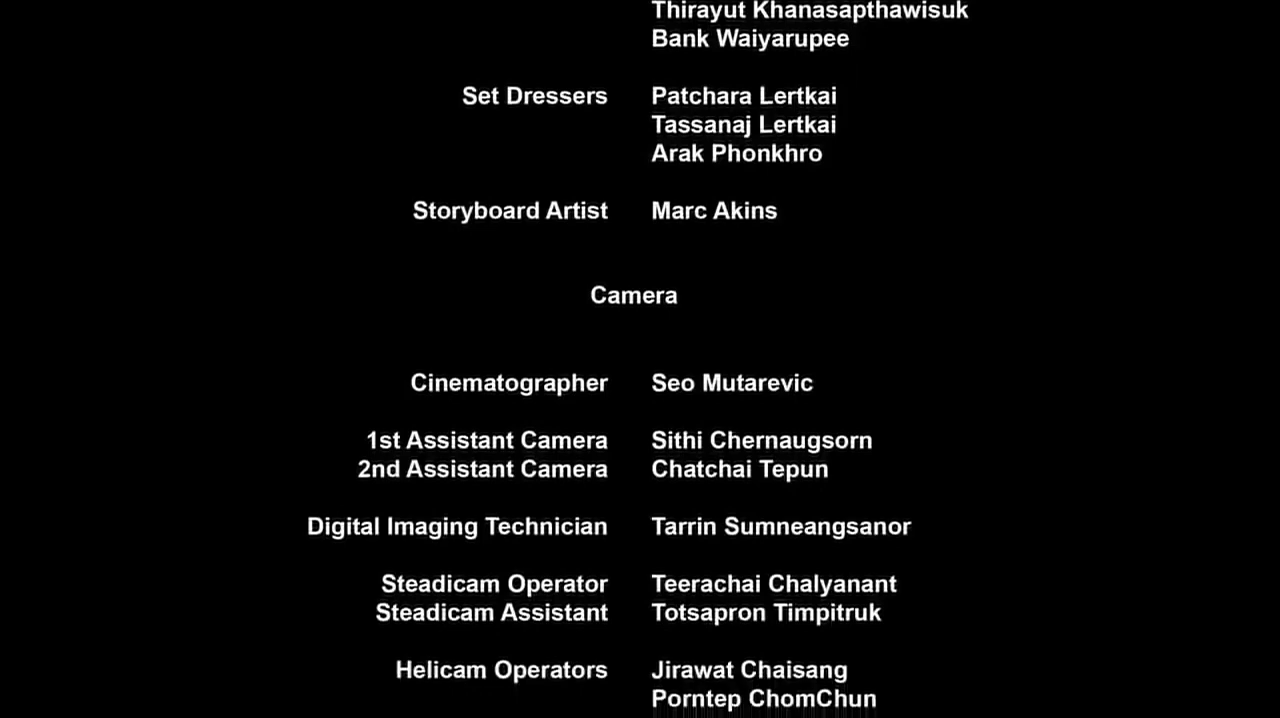 Thirayut Khanasapthawisuk
Bank Waiyarupee
Set Dressers Patchara Lertkai
Tassanaj Lertkai
Arak Phonkhro
Storyboard Artist Marc Akins
Camera
Cinematographer Seo Mutarevic
1st Assistant Camera Sithi Chernaugsorn
2nd Assistant Camera Chatchai Tepun
Digital Imaging Technician Tarrin Sumneangsanor
Steadicam Operator Teerachai Chalyanant
Steadicam Assistant Totsapron Timpitruk
Helicam Operators Jirawat Chaisang
Porntep ChomChun